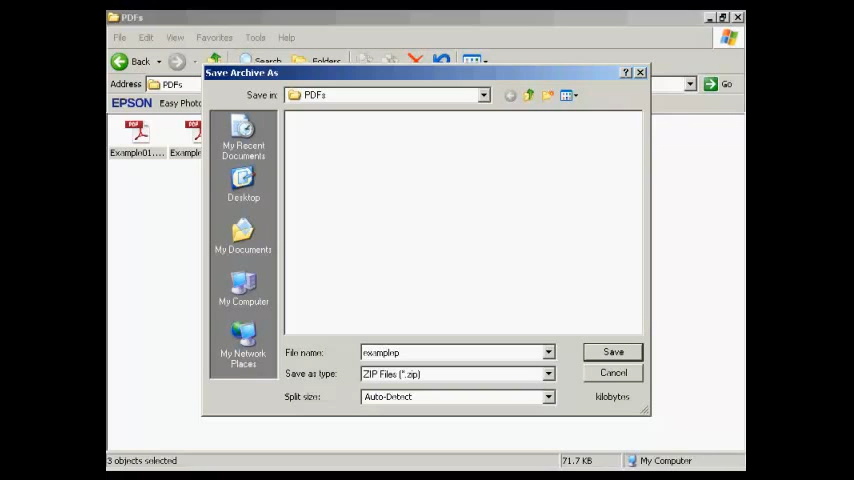 PDFs
File Edit View Favorites Tools Help
Back Search Folders
Address PDFs Go
EPSON Easy Photo
Example01....
Save Archive As
Save in: PDFs
My Recent
Documents
Desktop
My Documents
My Computer
My Network
Places
File name: examplep Save
Save as type: ZIP Files (*.zip) Cancel
Split size: Auto-Detect kilobytes
3 objects selected 71.7 KB My Computer